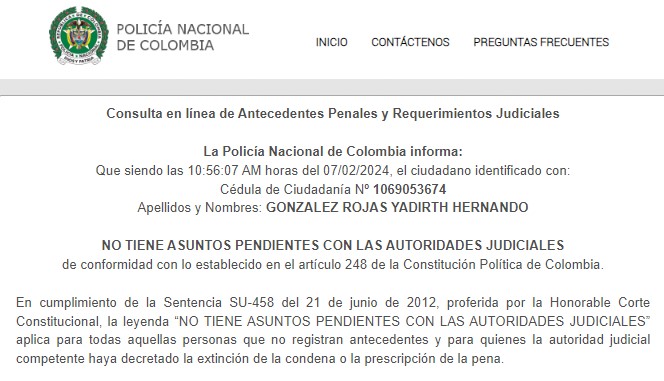 POLICÍA NACIONAL
DE COLOMBIA
INICIO CONTÁCTENOS PREGUNTAS FRECUENTES
Consulta en línea de Antecedentes Penales y Requerimientos Judiciales
La Policía Nacional de Colombia informa:
Que siendo las 10:56:07 AM horas del 07/02/2024, el ciudadano identificado con:
Cédula de Ciudadanía Nº 1069053674
Apellidos y Nombres: GONZALEZ ROJAS YADIRTH HERNANDO
NO TIENE ASUNTOS PENDIENTES CON LAS AUTORIDADES JUDICIALES
de conformidad con lo establecido en el artículo 248 de la Constitución Política de Colombia.
En cumplimiento de la Sentencia SU-458 del 21 de junio de 2012, proferida por la Honorable Corte
Constitucional, la leyenda “NO TIENE ASUNTOS PENDIENTES CON LAS AUTORIDADES JUDICIALES”
aplica para todas aquellas personas que no registran antecedentes y para quienes la autoridad judicial
competente haya decretado la extinción de la condena o la prescripción de la pena.